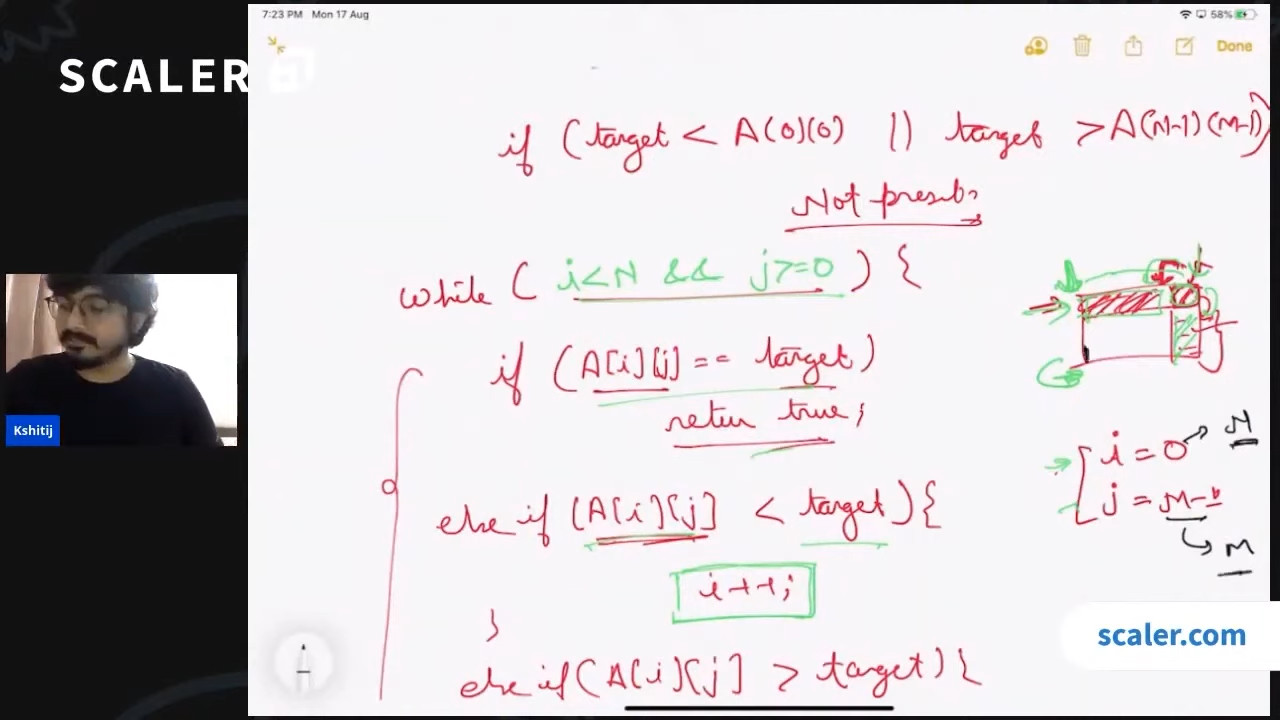 7:23 PM Mon 17 Aug
58%
SCALER
Done
if (target < A(0)(0) || target > A(N-1)(M-1))
Not present
while ( i<N && j>=0 ) {
if (A[i][j] == target)
retur true;
i = 0 → N
j = M-1
M
else if (A[i][j] < target) {
i++;
}
else if (A[i][j] > target) {
Kshitij
scaler.com